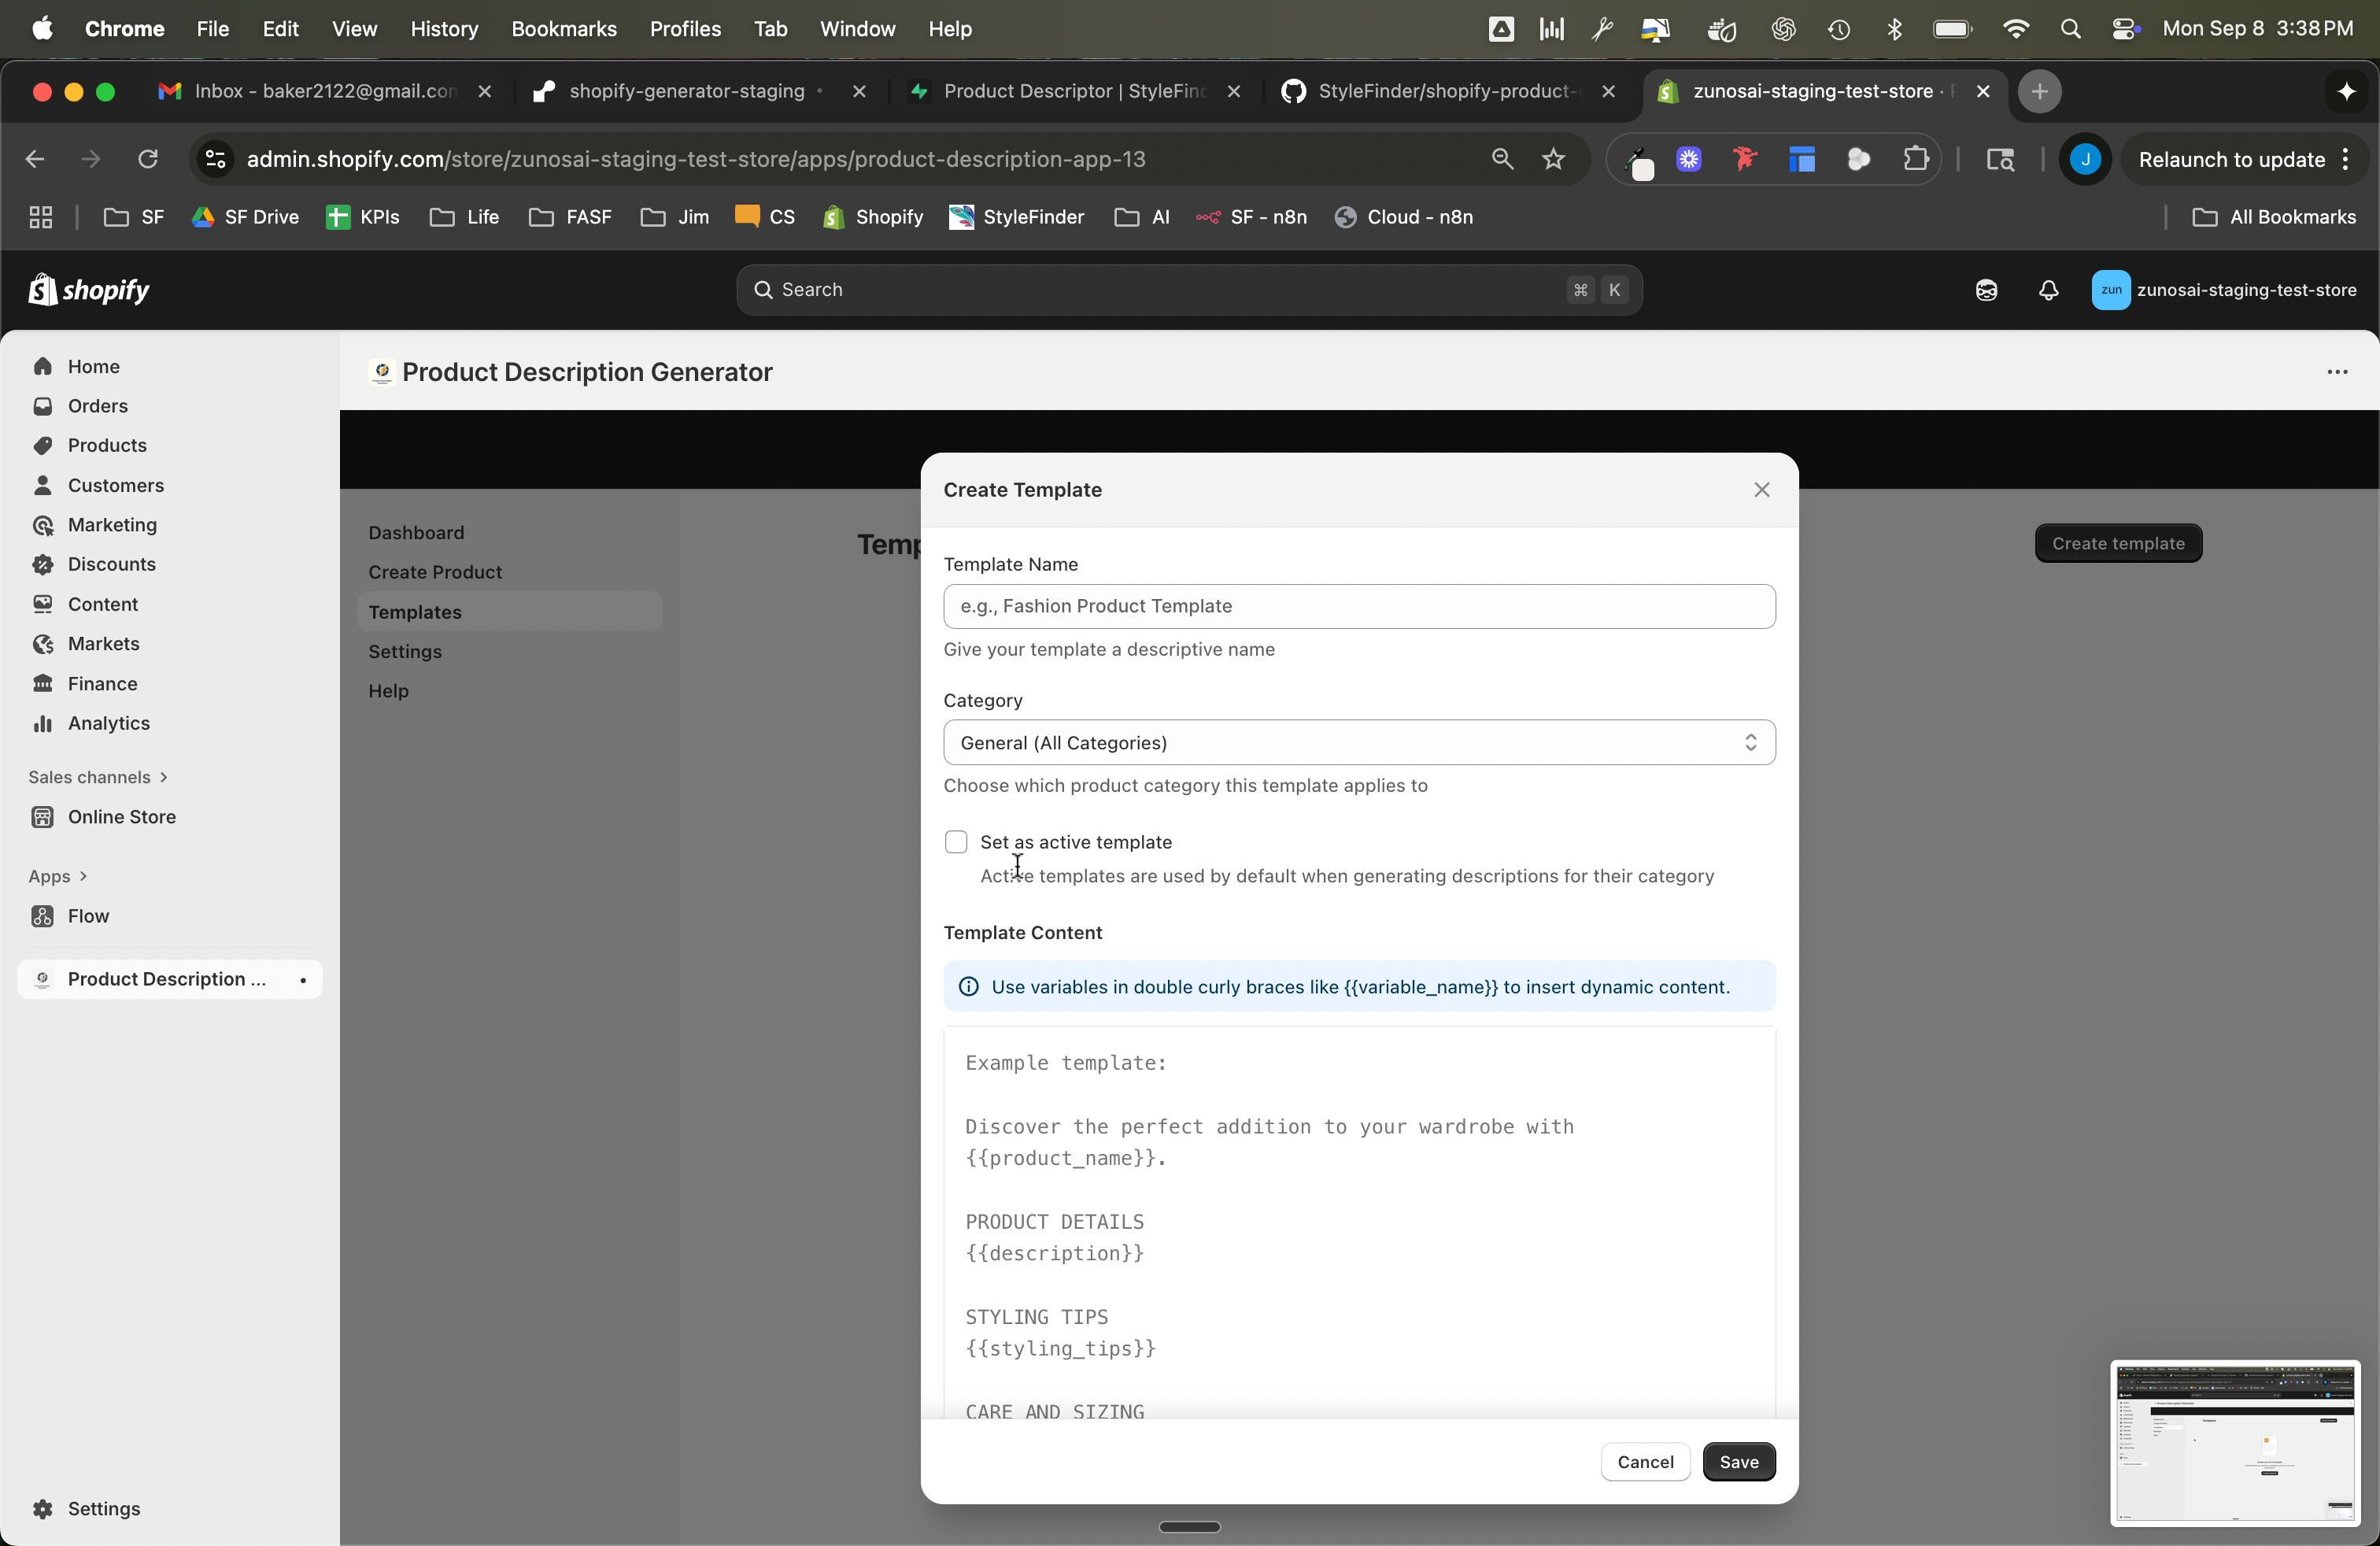 Chrome File Edit View History Bookmarks Profiles Tab Window Help Mon Sep 8 3:38 PM
Inbox - baker2122@gmail.com shopify-generator-staging Product Descriptor | StyleFin StyleFinder/shopify-product- zunosai-staging-test-store
admin.shopify.com/store/zunosai-staging-test-store/apps/product-description-app-13 J Relaunch to update
SF SF Drive KPIs Life FASF Jim CS Shopify StyleFinder AI SF - n8n Cloud - n8n All Bookmarks
shopify Search ⌘ K zun zunosai-staging-test-store
Home
Orders
Products
Customers
Marketing
Discounts
Content
Markets
Finance
Analytics
Sales channels
Online Store
Apps
Flow
Product Description ...
Settings
Product Description Generator
Dashboard
Create Product
Templates
Settings
Help
Temp
Create template
Create Template
Template Name
e.g., Fashion Product Template
Give your template a descriptive name
Category
General (All Categories)
Choose which product category this template applies to
Set as active template
Active templates are used by default when generating descriptions for their category
Template Content
Use variables in double curly braces like {{variable_name}} to insert dynamic content.
Example template:
Discover the perfect addition to your wardrobe with
{{product_name}}.
PRODUCT DETAILS
{{description}}
STYLING TIPS
{{styling_tips}}
CARE AND SIZING
Cancel Save